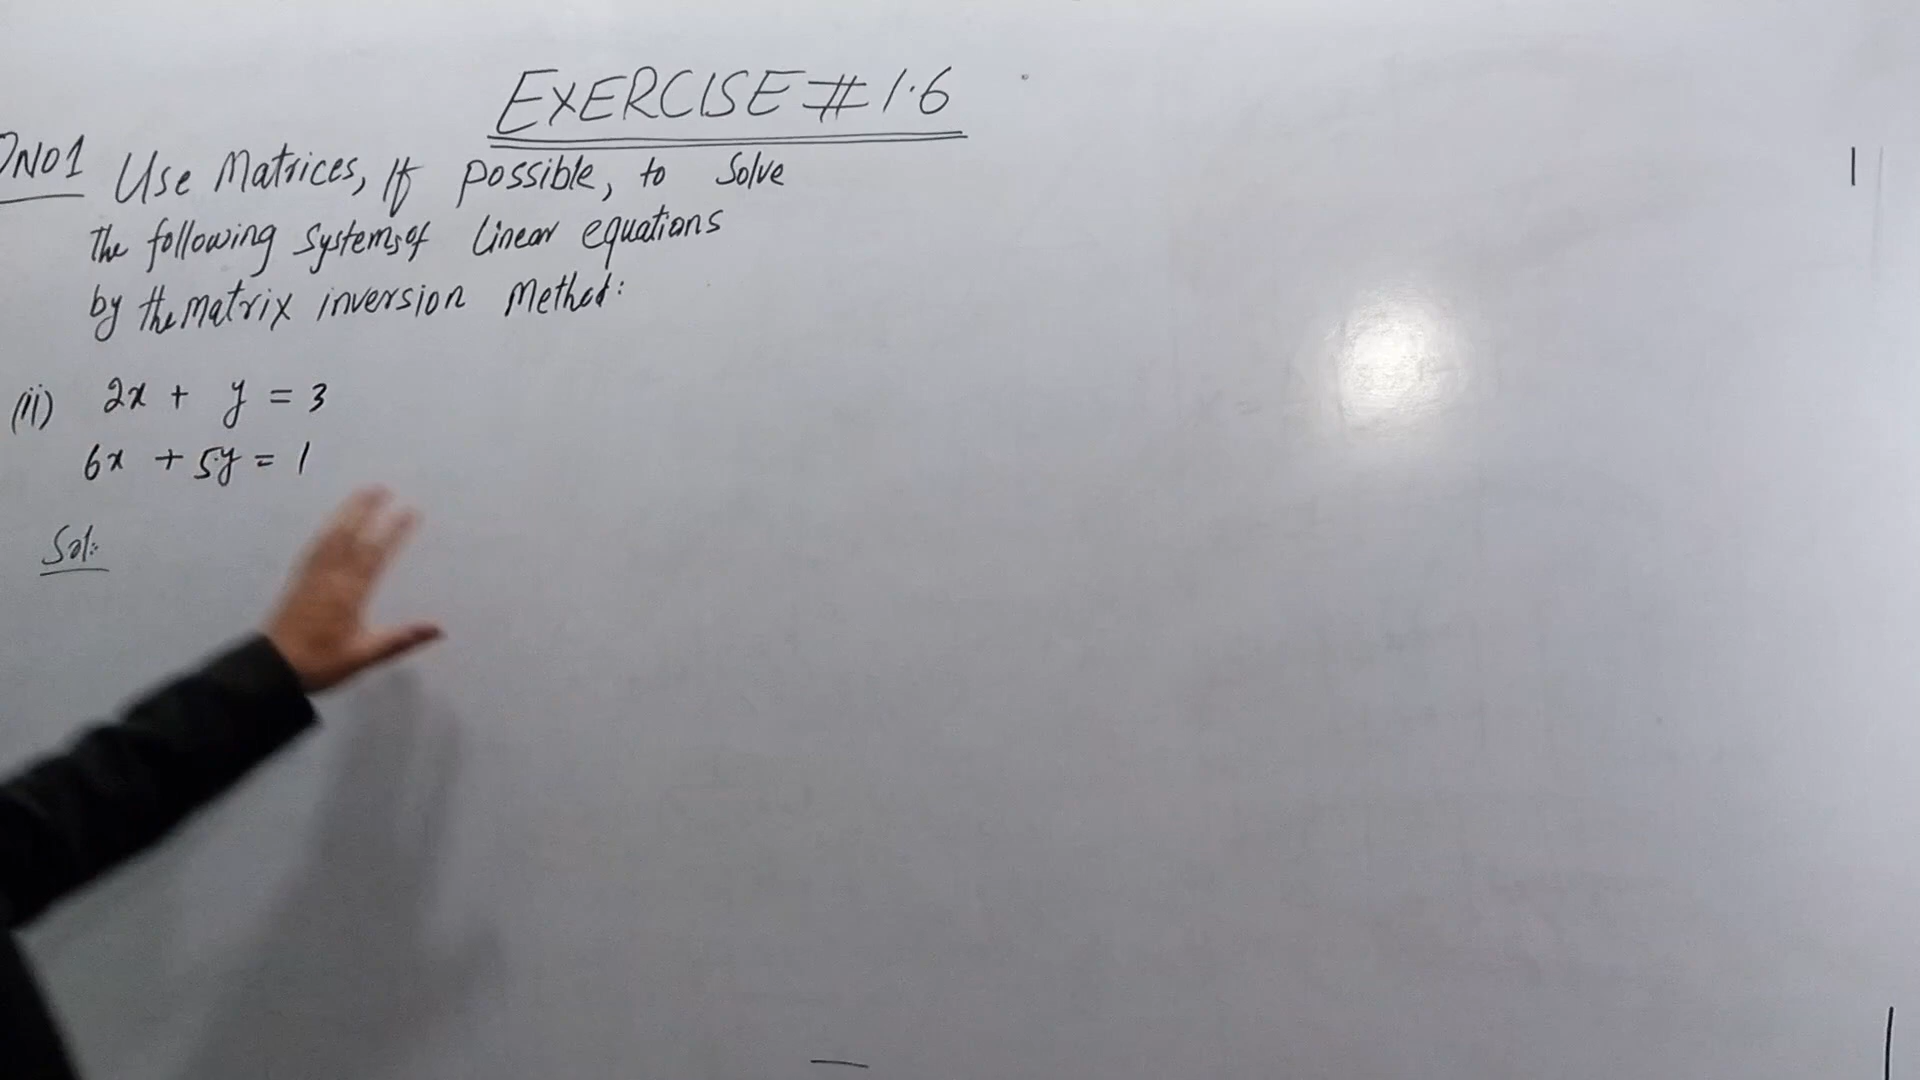 EXERCISE # 1.6
QNO1 Use Matrices, If possible, to Solve
The following Systems of Linear equations
by the Matrix inversion Method:
(ii) 2x + y = 3
6x + 5y = 1
Sol: